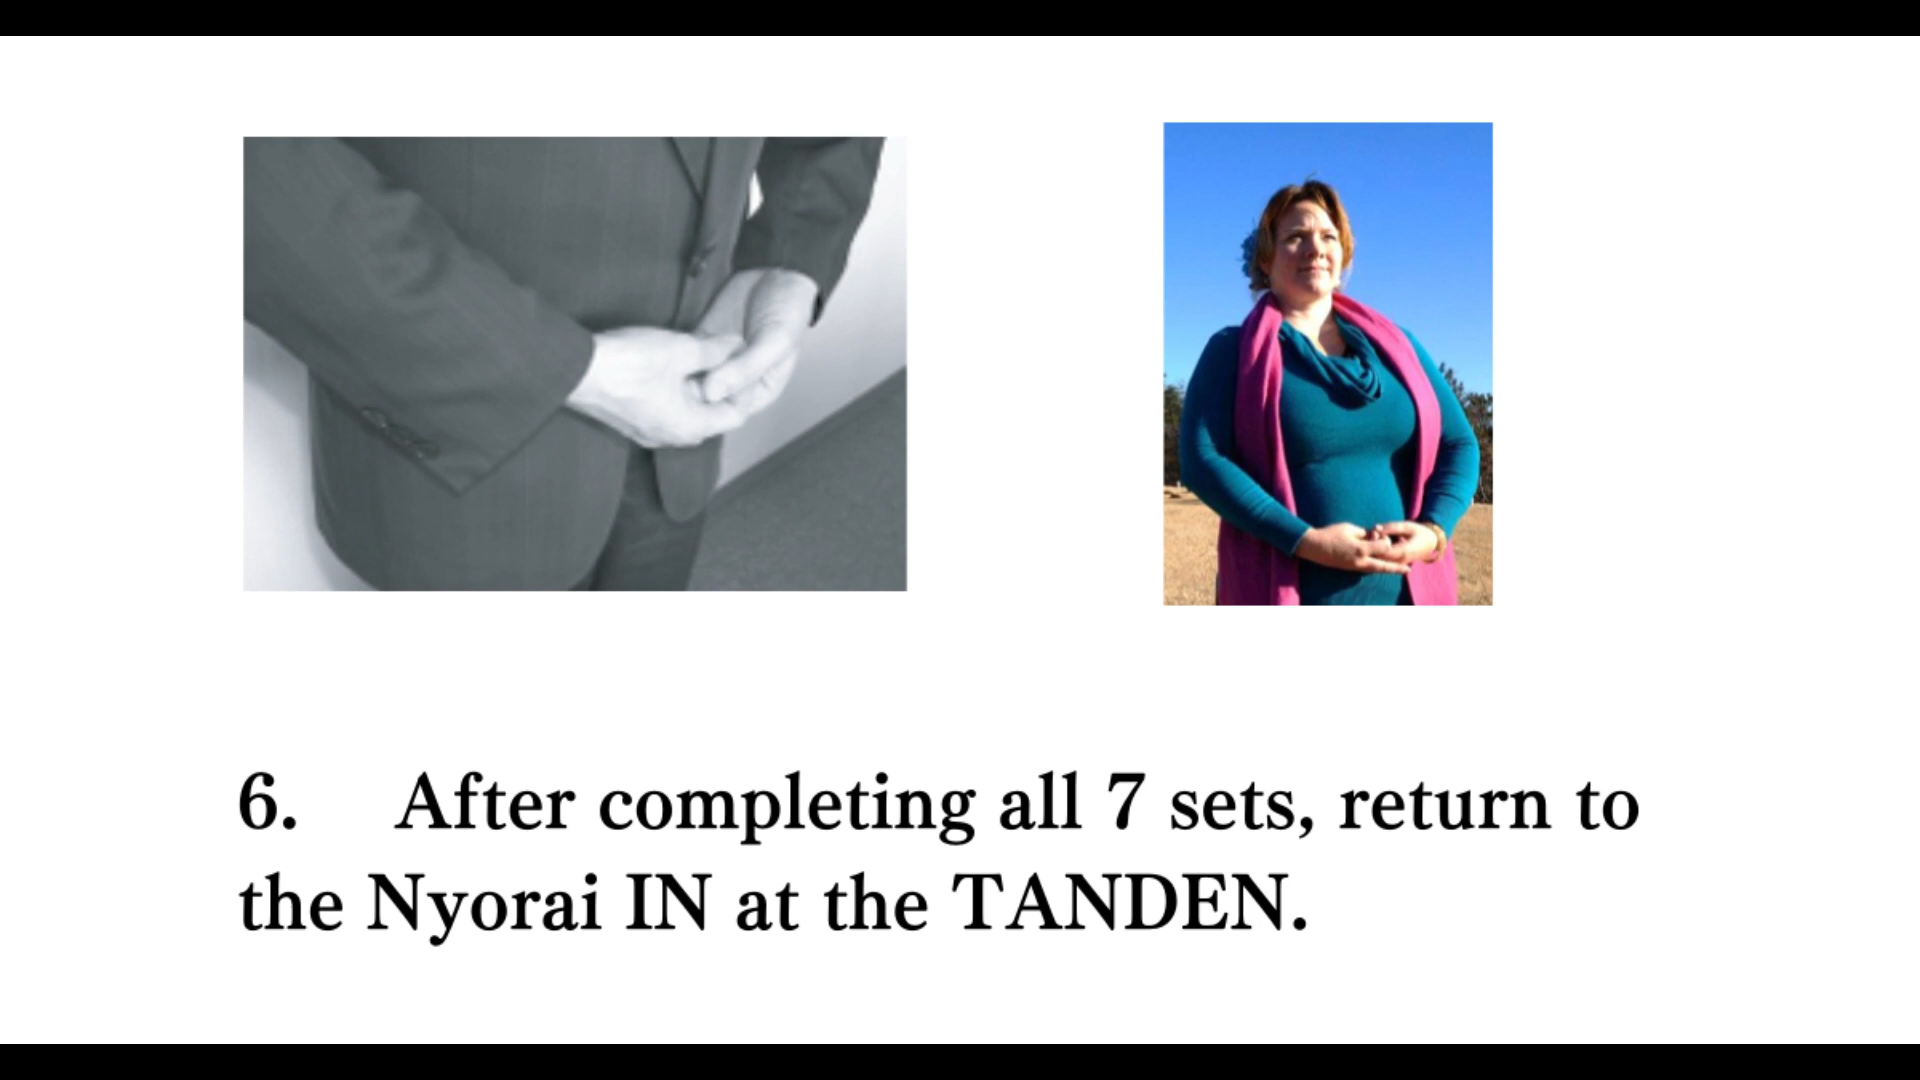 6. After completing all 7 sets, return to
the Nyorai IN at the TANDEN.